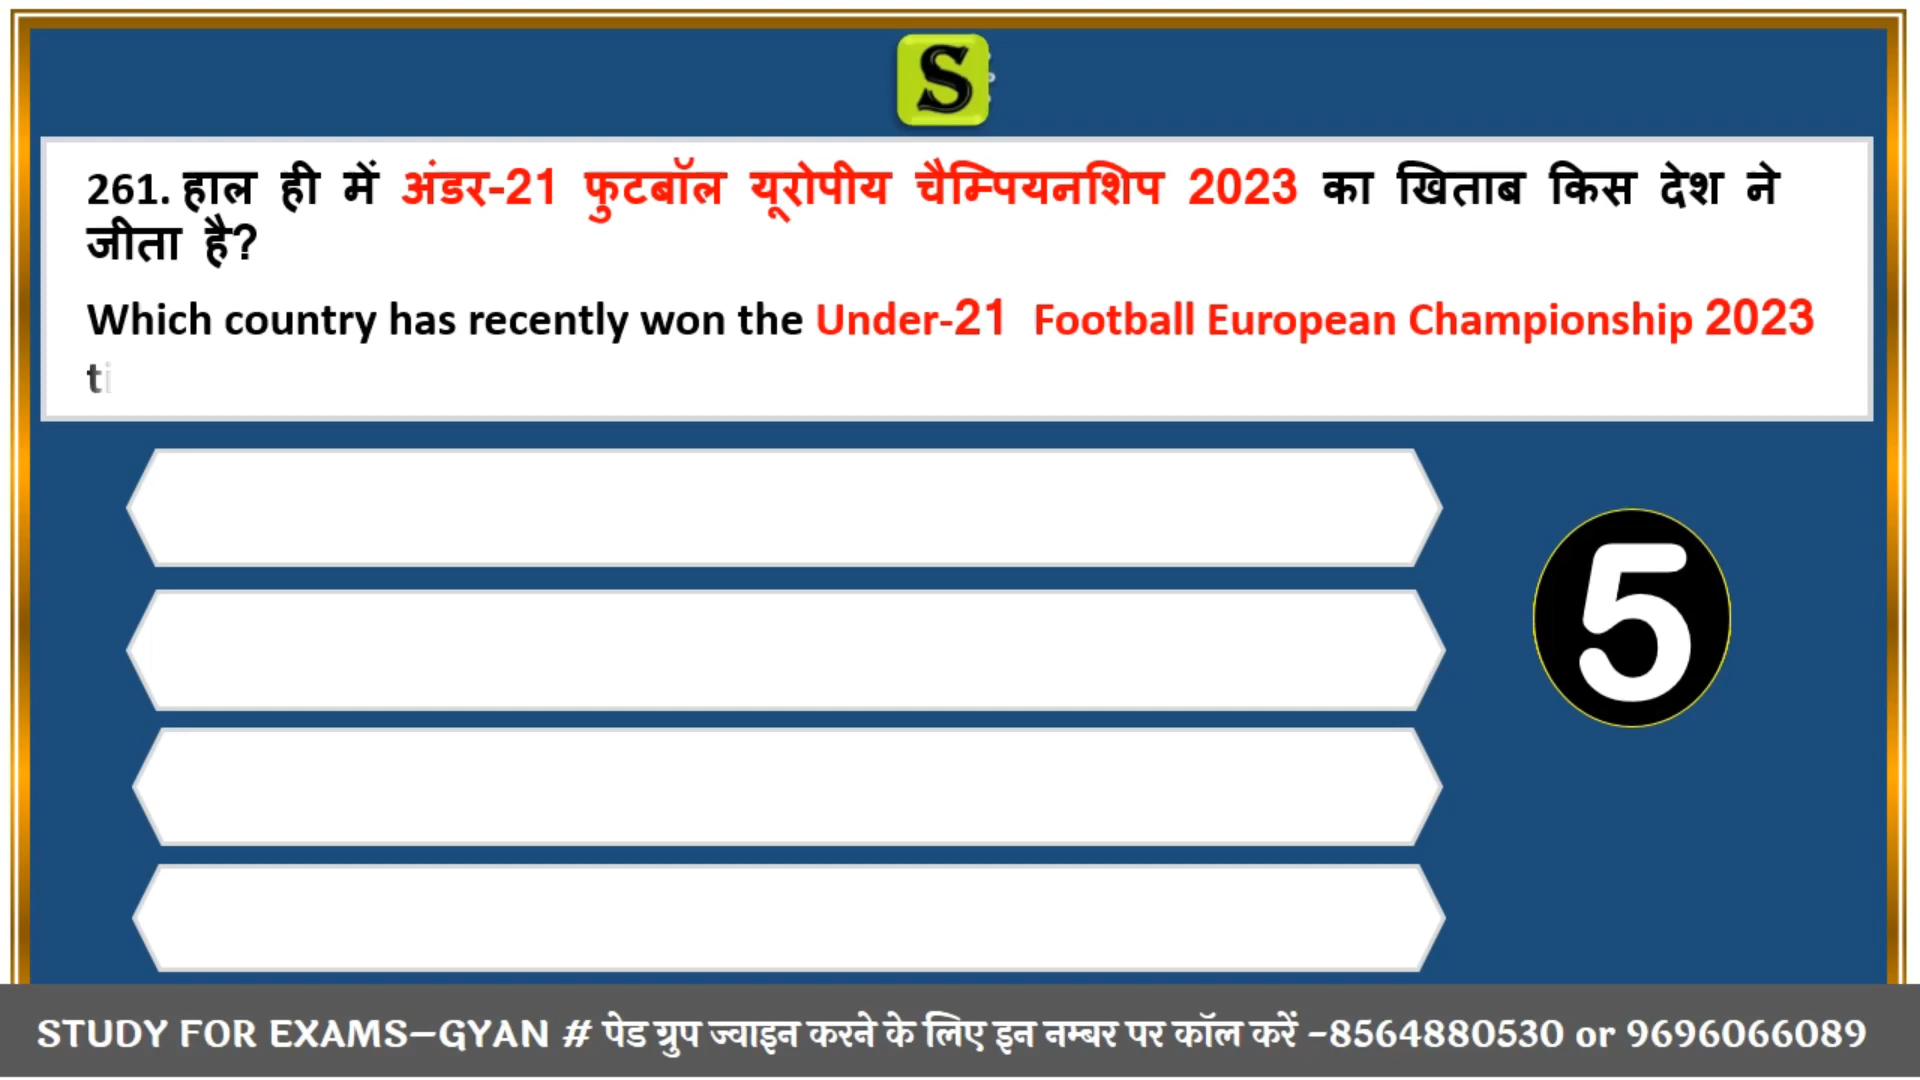 S
261. हाल ही में अंडर-21 फुटबॉल यूरोपीय चैम्पियनशिप 2023 का खिताब किस देश ने
जीता है?
Which country has recently won the Under-21 Football European Championship 2023
ti
5
STUDY FOR EXAMS–GYAN # पेड ग्रुप ज्वाइन करने के लिए इन नम्बर पर कॉल करें –8564880530 or 9696066089